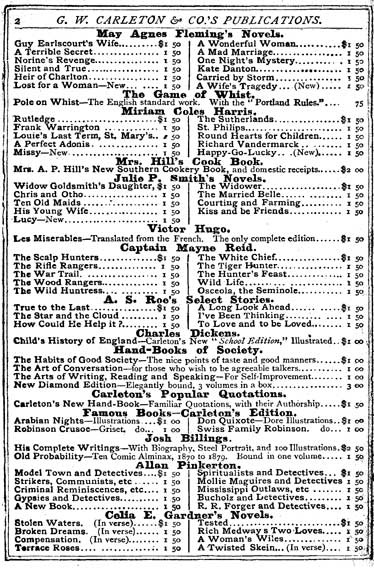 2 G. W. CARLETON & CO.'S PUBLICATIONS.
May Agnes Fleming's Novels.
Guy Earlscourt's Wife......$1 50 A Wonderful Woman......$1 50
A Terrible Secret...... 1 50 A Mad Marriage...... 1 50
Norine's Revenge...... 1 50 One Night's Mystery...... 1 50
Silent and True...... 1 50 Kate Danton...... 1 50
Heir of Charlton...... 1 50 Carried by Storm...... 1 50
Lost for a Woman—New...... 1 50 A Wife's Tragedy...(New)...... 1 50
The Game of Whist.
Pole on Whist—The English standard work. With the "Portland Rules."... 75
Miriam Coles Harris.
Rutledge......$1 50 The Sutherlands......$1 50
Frank Warrington...... 1 50 St. Philips...... 1 50
Louie's Last Term, St. Mary's.. 1 50 Round Hearts for Children...... 1 50
A Perfect Adonis...... 1 50 Richard Vandermarck...... 1 50
Missy—New...... 1 50 Happy-Go-Lucky...(New)...... 1 50
Mrs. Hill's Cook Book.
Mrs. A. P. Hill's New Southern Cookery Book, and domestic receipts......$2 00
Julie P. Smith's Novels.
Widow Goldsmith's Daughter, $1 50 The Widower......$1 50
Chris and Otho...... 1 50 The Married Belle...... 1 50
Ten Old Maids...... 1 50 Courting and Farming...... 1 50
His Young Wife...... 1 50 Kiss and be Friends...... 1 50
Lucy—New...... 1 50
Victor Hugo.
Les Miserables—Translated from the French. The only complete edition......$1 50
Captain Mayne Reid.
The Scalp Hunters......$1 50 The White Chief......$1 50
The Rifle Rangers...... 1 50 The Tiger Hunter...... 1 50
The War Trail...... 1 50 The Hunter's Feast...... 1 50
The Wood Rangers...... 1 50 Wild Life...... 1 50
The Wild Huntress...... 1 50 Osceola, the Seminole...... 1 50
A. S. Roe's Select Stories.
True to the Last......$1 50 A Long Look Ahead......$1 50
The Star and the Cloud...... 1 50 I've Been Thinking...... 1 50
How Could He Help it?...... 1 50 To Love and to be Loved...... 1 50
Charles Dickens.
Child's History of England—Carleton's New "School Edition," Illustrated..$1 00
Hand-Books of Society.
The Habits of Good Society—The nice points of taste and good manners......$1 00
The Art of Conversation—for those who wish to be agreeable talkers...... 1 00
The Arts of Writing, Reading and Speaking—For Self-Improvement...... 1 00
New Diamond Edition—Elegantly bound, 3 volumes in a box...... 3 00
Carleton's Popular Quotations.
Carleton's New Hand-Book—Familiar Quotations, with their Authorship......$1 50
Famous Books—Carleton's Edition.
Arabian Nights—Illustrations....$1 00 Don Quixote—Dore Illustrations..$1 00
Robinson Crusoe—Griset, do... 1 00 Swiss Family Robinson. do... 1 00
Josh Billings.
His Complete Writings—With Biography, Steel Portrait, and 100 Illustrations.$2 50
Old Probability—Ten Comic Alminax, 1870 to 1879. Bound in one volume.... 1 50
Allan Pinkerton.
Model Town and Detectives....$1 50 Spiritualists and Detectives...$1 50
Strikers, Communists, etc.... 1 50 Mollie Maguires and Detectives 1 50
Criminal Reminiscences, etc... 1 50 Mississippi Outlaws, etc...... 1 50
Gypsies and Detectives...... 1 50 Bucholz and Detectives...... 1 50
A New Book...... 1 50 R. R. Forger and Detectives.... 1 50
Celia E. Gardner's Novels.
Stolen Waters. (In verse)......$1 50 Tested......$1 50
Broken Dreams. (In verse)...... 1 50 Rich Medway's Two Loves..... 1 50
Compensation. (In verse)...... 1 50 A Woman's Wiles...... 1 50
Terrace Roses...... 1 50 A Twisted Skein...(In verse).... 1 50